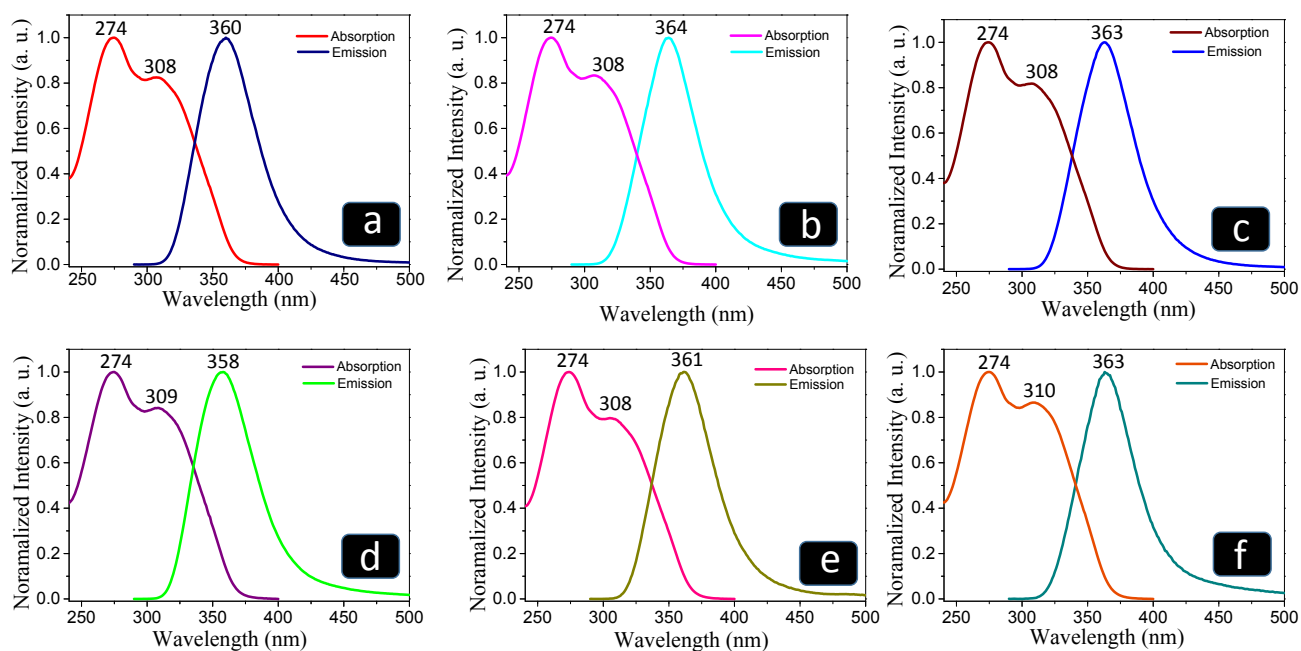 274
308
360
Absorption
Emission
Noramalized Intensity (a. u.)
1.0
0.8
0.6
0.4
0.2
0.0
a
250 300 350 400 450 500
Wavelength (nm)
274
308
364
Absorption
Emission
Noramalized Intensity (a. u.)
1.0
0.8
0.6
0.4
0.2
0.0
b
250 300 350 400 450 500
Wavelength (nm)
274
308
363
Absorption
Emission
Noramalized Intensity (a. u.)
1.0
0.8
0.6
0.4
0.2
0.0
c
250 300 350 400 450 500
Wavelength (nm)
274
309
358
Absorption
Emission
Noramalized Intensity (a. u.)
1.0
0.8
0.6
0.4
0.2
0.0
d
250 300 350 400 450 500
Wavelength (nm)
274
308
361
Absorption
Emission
Noramalized Intensity (a. u.)
1.0
0.8
0.6
0.4
0.2
0.0
e
250 300 350 400 450 500
Wavelength (nm)
274
310
363
Absorption
Emission
Noramalized Intensity (a. u.)
1.0
0.8
0.6
0.4
0.2
0.0
f
250 300 350 400 450 500
Wavelength (nm)